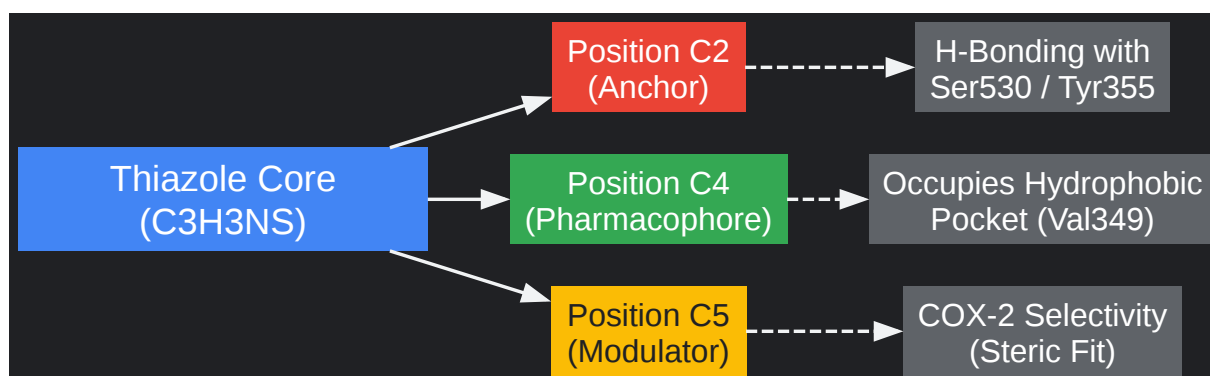 Thiazole Core
(C3H3NS)
Position C2
(Anchor)
H-Bonding with
Ser530 / Tyr355
Position C4
(Pharmacophore)
Occupies Hydrophobic
Pocket (Val349)
Position C5
(Modulator)
COX-2 Selectivity
(Steric Fit)